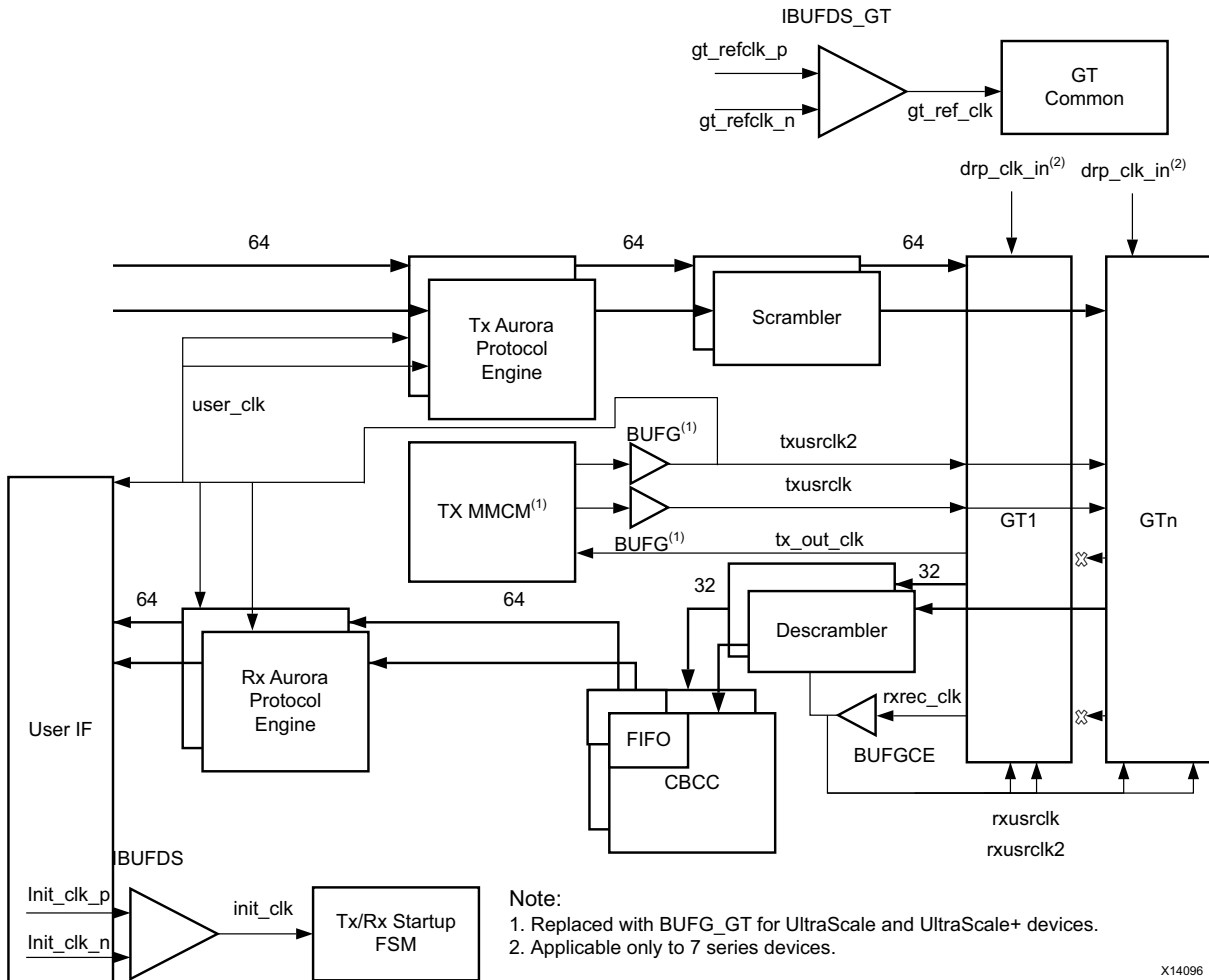 IBUFDS_GT
gt_refclk_p
gt_refclk_n
gt_ref_clk
GT
Common
drp_clk_in(2)
drp_clk_in(2)
64
64
64
Tx Aurora
Protocol
Engine
Scrambler
user_clk
BUFG(1)
txusrclk2
TX MMCM(1)
txusrclk
GT1
GTn
BUFG(1)
tx_out_clk
32
32
64
64
Descrambler
Rx Aurora
Protocol
Engine
rxrec_clk
User IF
FIFO
BUFGCE
CBCC
rxusrclk
rxusrclk2
IBUFDS
Init_clk_p
init_clk
Init_clk_n
Tx/Rx Startup
FSM
Note:
1. Replaced with BUFG_GT for UltraScale and UltraScale+ devices.
2. Applicable only to 7 series devices.
X14096